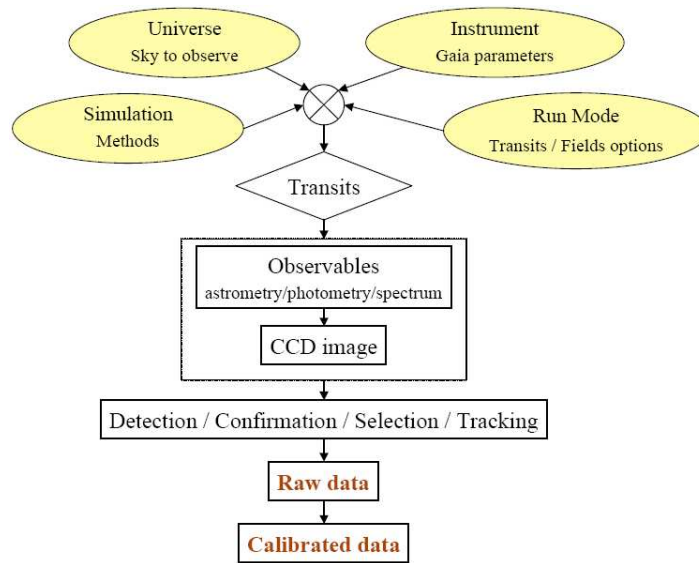 Universe
Sky to observe
Instrument
Gaia parameters
Simulation
Methods
Run Mode
Transits / Fields options
Transits
Observables
astrometry/photometry/spectrum
CCD image
Detection / Confirmation / Selection / Tracking
Raw data
Calibrated data